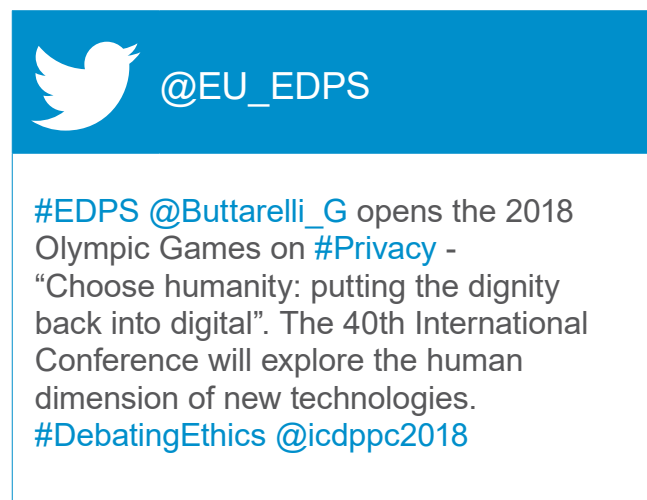 @EU_EDPS
#EDPS @Buttarelli_G opens the 2018
Olympic Games on #Privacy -
“Choose humanity: putting the dignity
back into digital”. The 40th International
Conference will explore the human
dimension of new technologies.
#DebatingEthics @icdppc2018